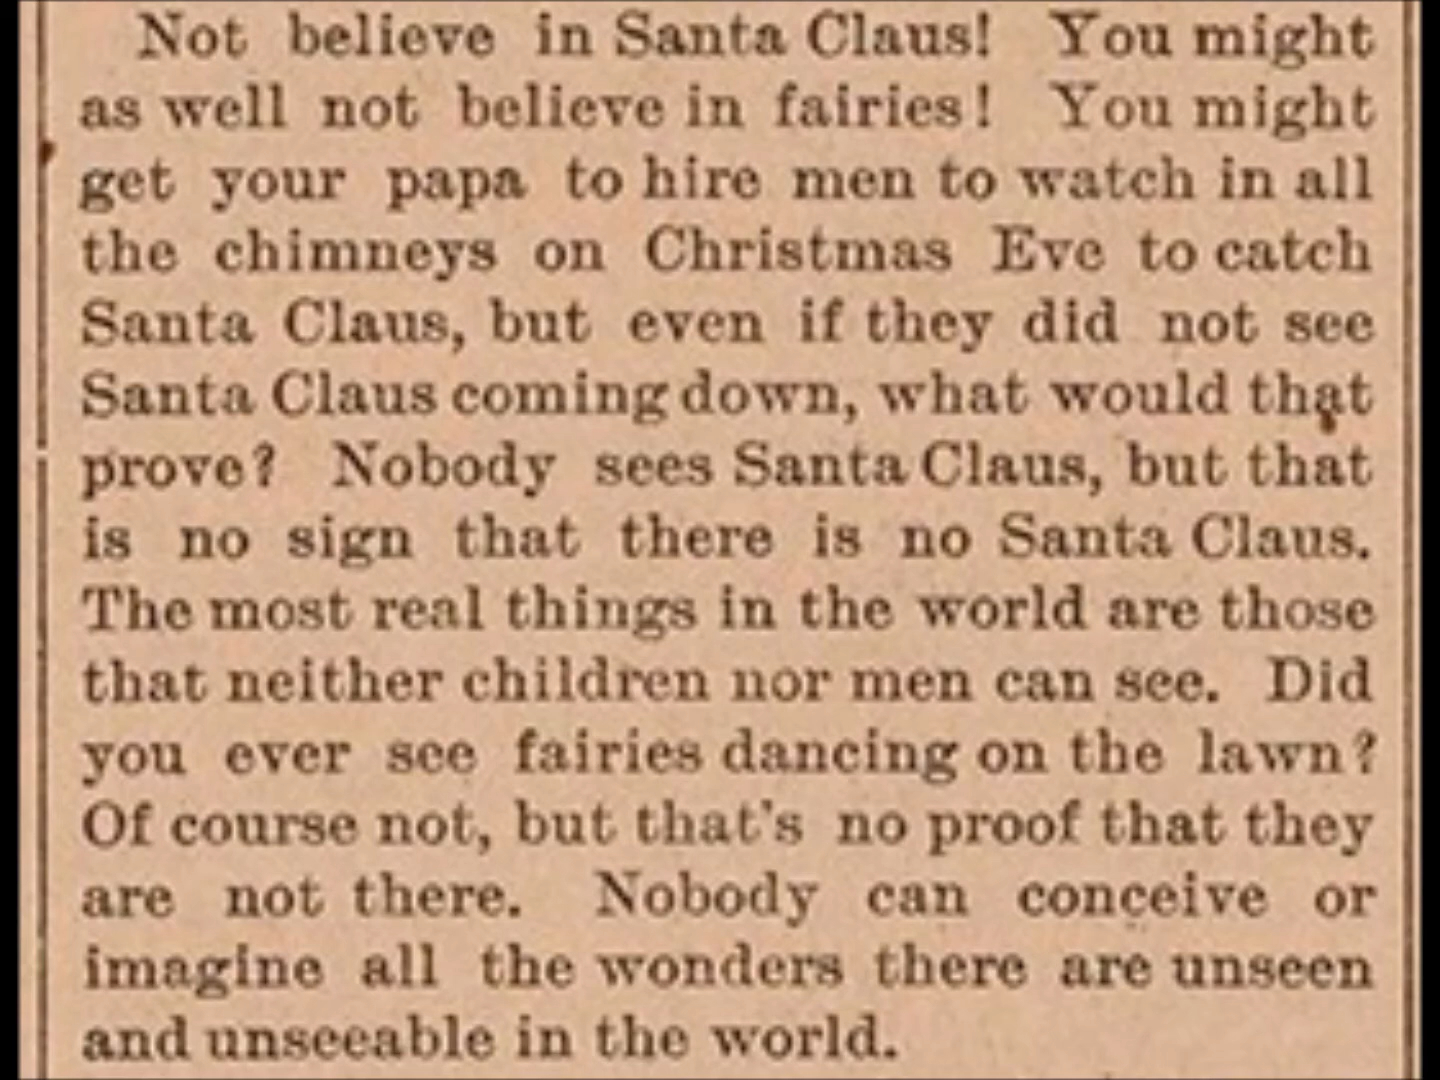 Not believe in Santa Claus! You might
as well not believe in fairies! You might
get your papa to hire men to watch in all
the chimneys on Christmas Eve to catch
Santa Claus, but even if they did not see
Santa Claus coming down, what would that
prove? Nobody sees Santa Claus, but that
is no sign that there is no Santa Claus.
The most real things in the world are those
that neither children nor men can see. Did
you ever see fairies dancing on the lawn?
Of course not, but that's no proof that they
are not there. Nobody can conceive or
imagine all the wonders there are unseen
and unseeable in the world.